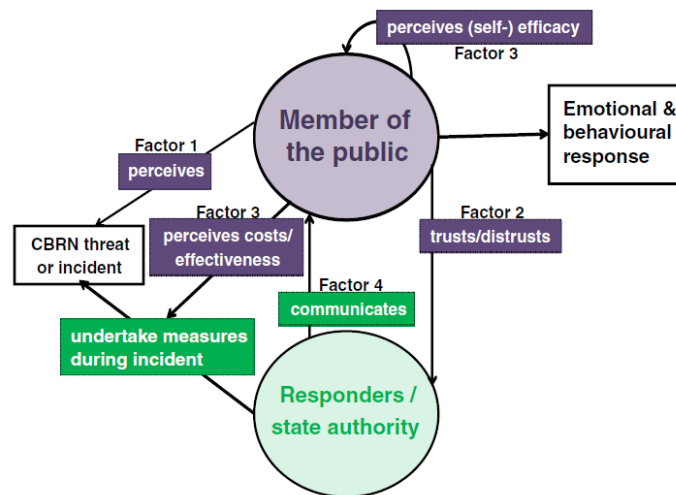 perceives (self-) efficacy
Factor 3
Member of
the public
Emotional &
behavioural
response
Factor 1
perceives
Factor 3
perceives costs/
effectiveness
Factor 2
trusts/distrusts
CBRN threat
or incident
Factor 4
communicates
undertake measures
during incident
Responders /
state authority